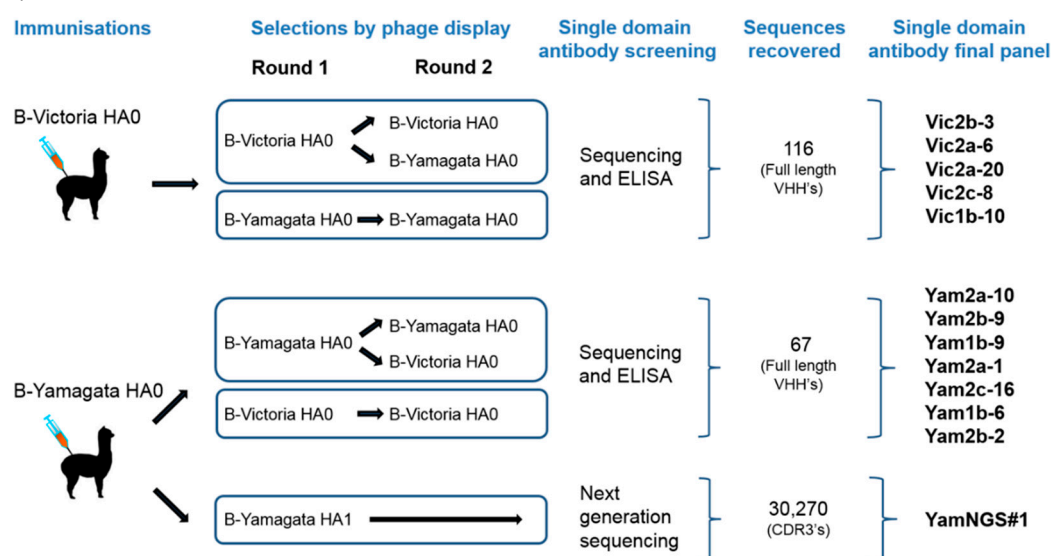 Immunisations
Selections by phage display
Single domain
antibody screening
Sequences
recovered
Single domain
antibody final panel
Round 1
Round 2
B-Victoria HA0
B-Victoria HA0
B-Victoria HA0
B-Yamagata HA0
B-Yamagata HA0
B-Yamagata HA0
Sequencing
and ELISA
116
(Full length
VHH's)
Vic2b-3
Vic2a-6
Vic2a-20
Vic2c-8
Vic1b-10
B-Yamagata HA0
B-Yamagata HA0
B-Yamagata HA0
B-Victoria HA0
B-Victoria HA0
B-Victoria HA0
Sequencing
and ELISA
67
(Full length
VHH's)
Yam2a-10
Yam2b-9
Yam1b-9
Yam2a-1
Yam2c-16
Yam1b-6
Yam2b-2
B-Yamagata HA1
Next
generation
sequencing
30,270
(CDR3's)
YamNGS#1